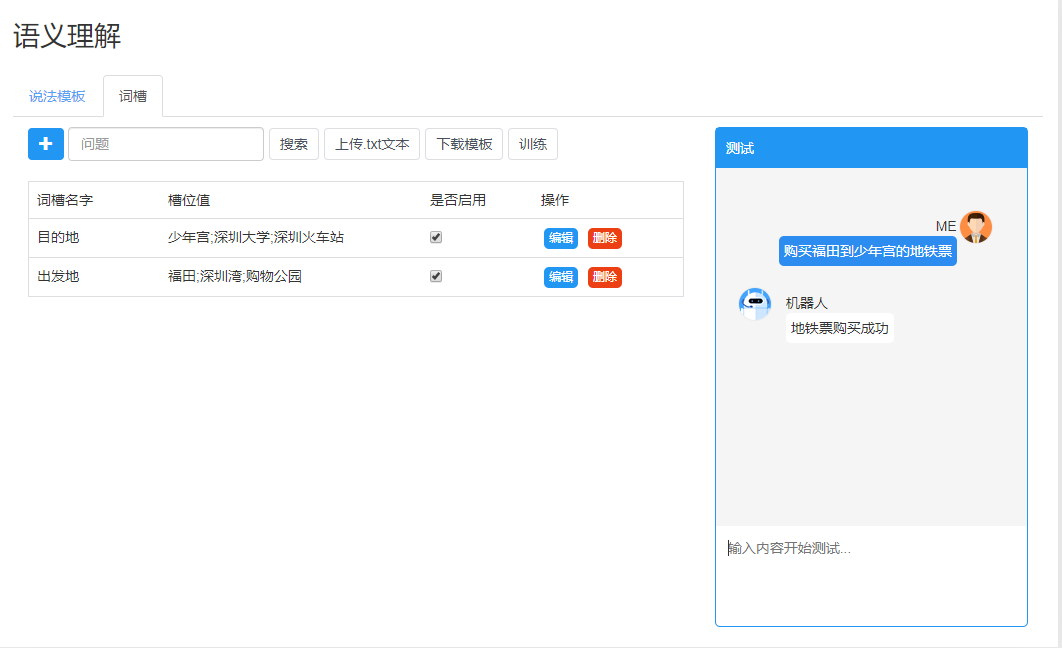 语义理解
说法模板 词槽
问题 搜索 上传.txt文本 下载模板 训练
词槽名字 槽位值 是否启用 操作
目的地 少年宫;深圳大学;深圳火车站 编辑 删除
出发地 福田;深圳湾;购物公园 编辑 删除
测试
ME
购买福田到少年宫的地铁票
机器人
地铁票购买成功
输入内容开始测试...